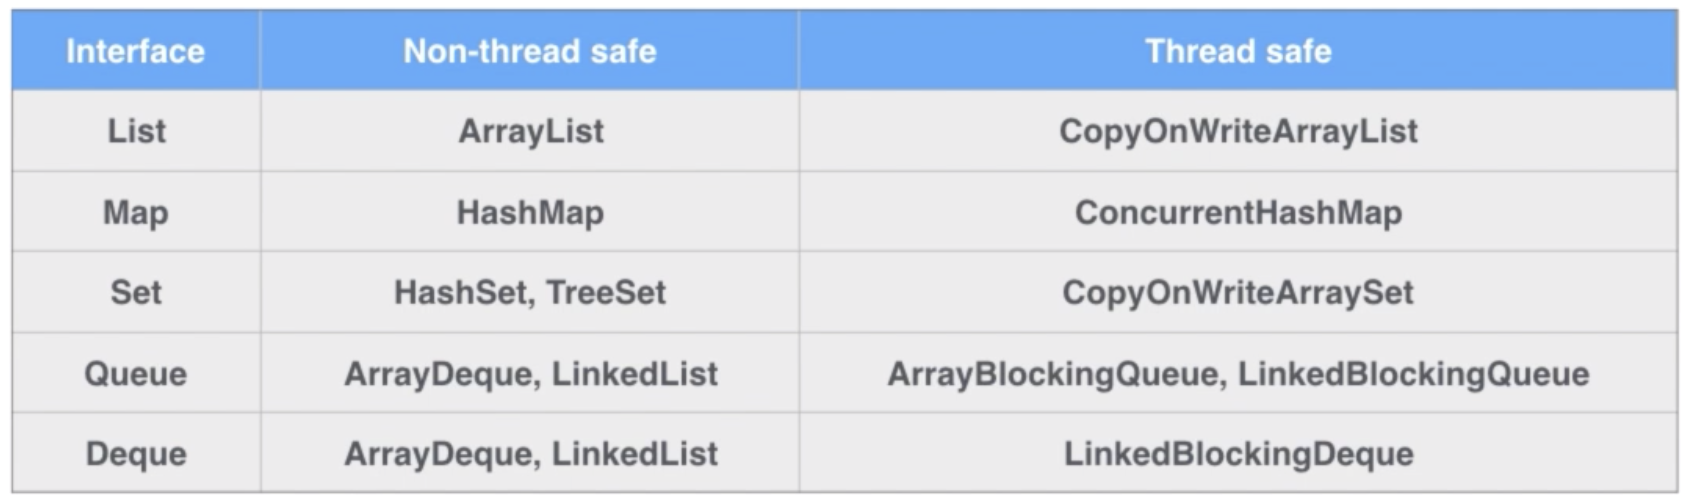 Interface Non-thread safe Thread safe
List ArrayList CopyOnWriteArrayList
Map HashMap ConcurrentHashMap
Set HashSet, TreeSet CopyOnWriteArraySet
Queue ArrayDeque, LinkedList ArrayBlockingQueue, LinkedBlockingQueue
Deque ArrayDeque, LinkedList LinkedBlockingDeque